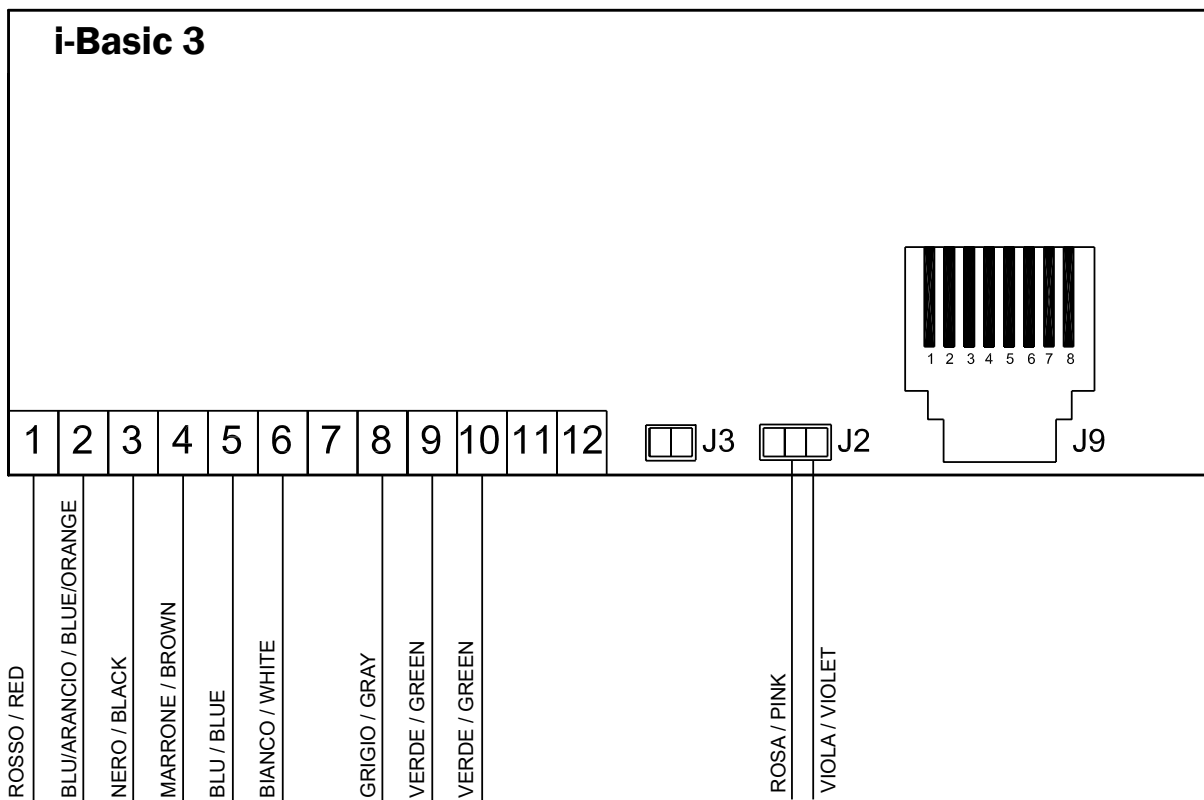 i-Basic 3
1 2 3 4 5 6 7 8
1 2 3 4 5 6 7 8 9 10 11 12
J3
J2
J9
ROSSO / RED
BLU/ARANCIO / BLUE/ORANGE
NERO / BLACK
MARRONE / BROWN
BLU / BLUE
BIANCO / WHITE
GRIGIO / GRAY
VERDE / GREEN
VERDE / GREEN
ROSA / PINK
VIOLA / VIOLET